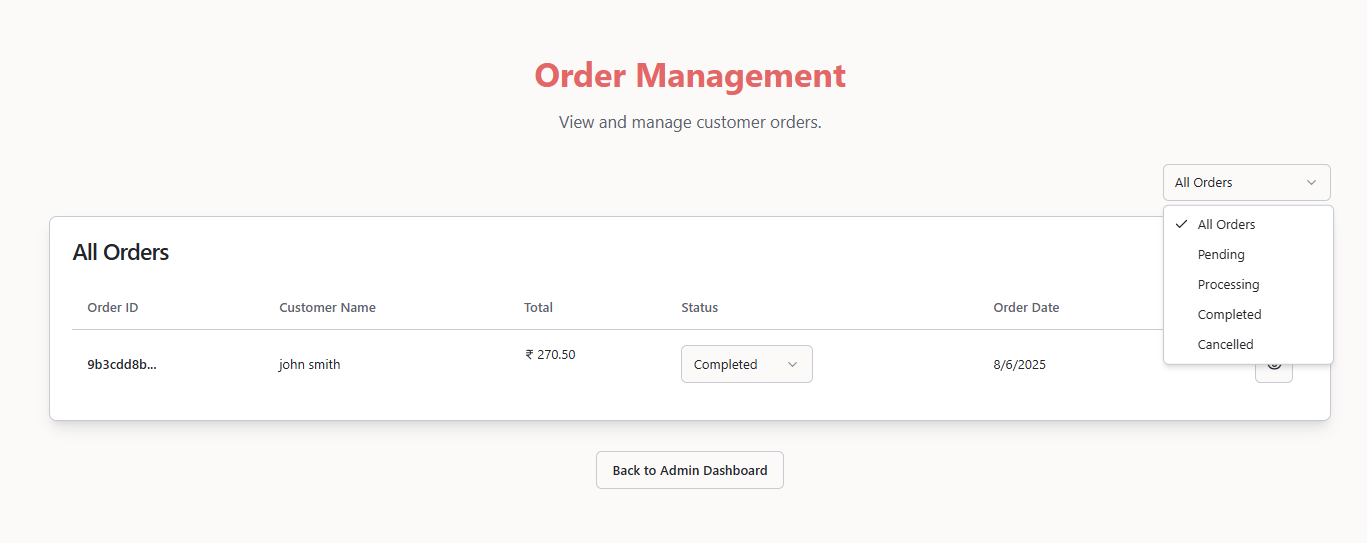 Order Management
View and manage customer orders.
All Orders
All Orders
Pending
Processing
Completed
Cancelled
All Orders
Order ID Customer Name Total Status Order Date
9b3cdd8b... john smith ₹ 270.50 Completed 8/6/2025
Back to Admin Dashboard